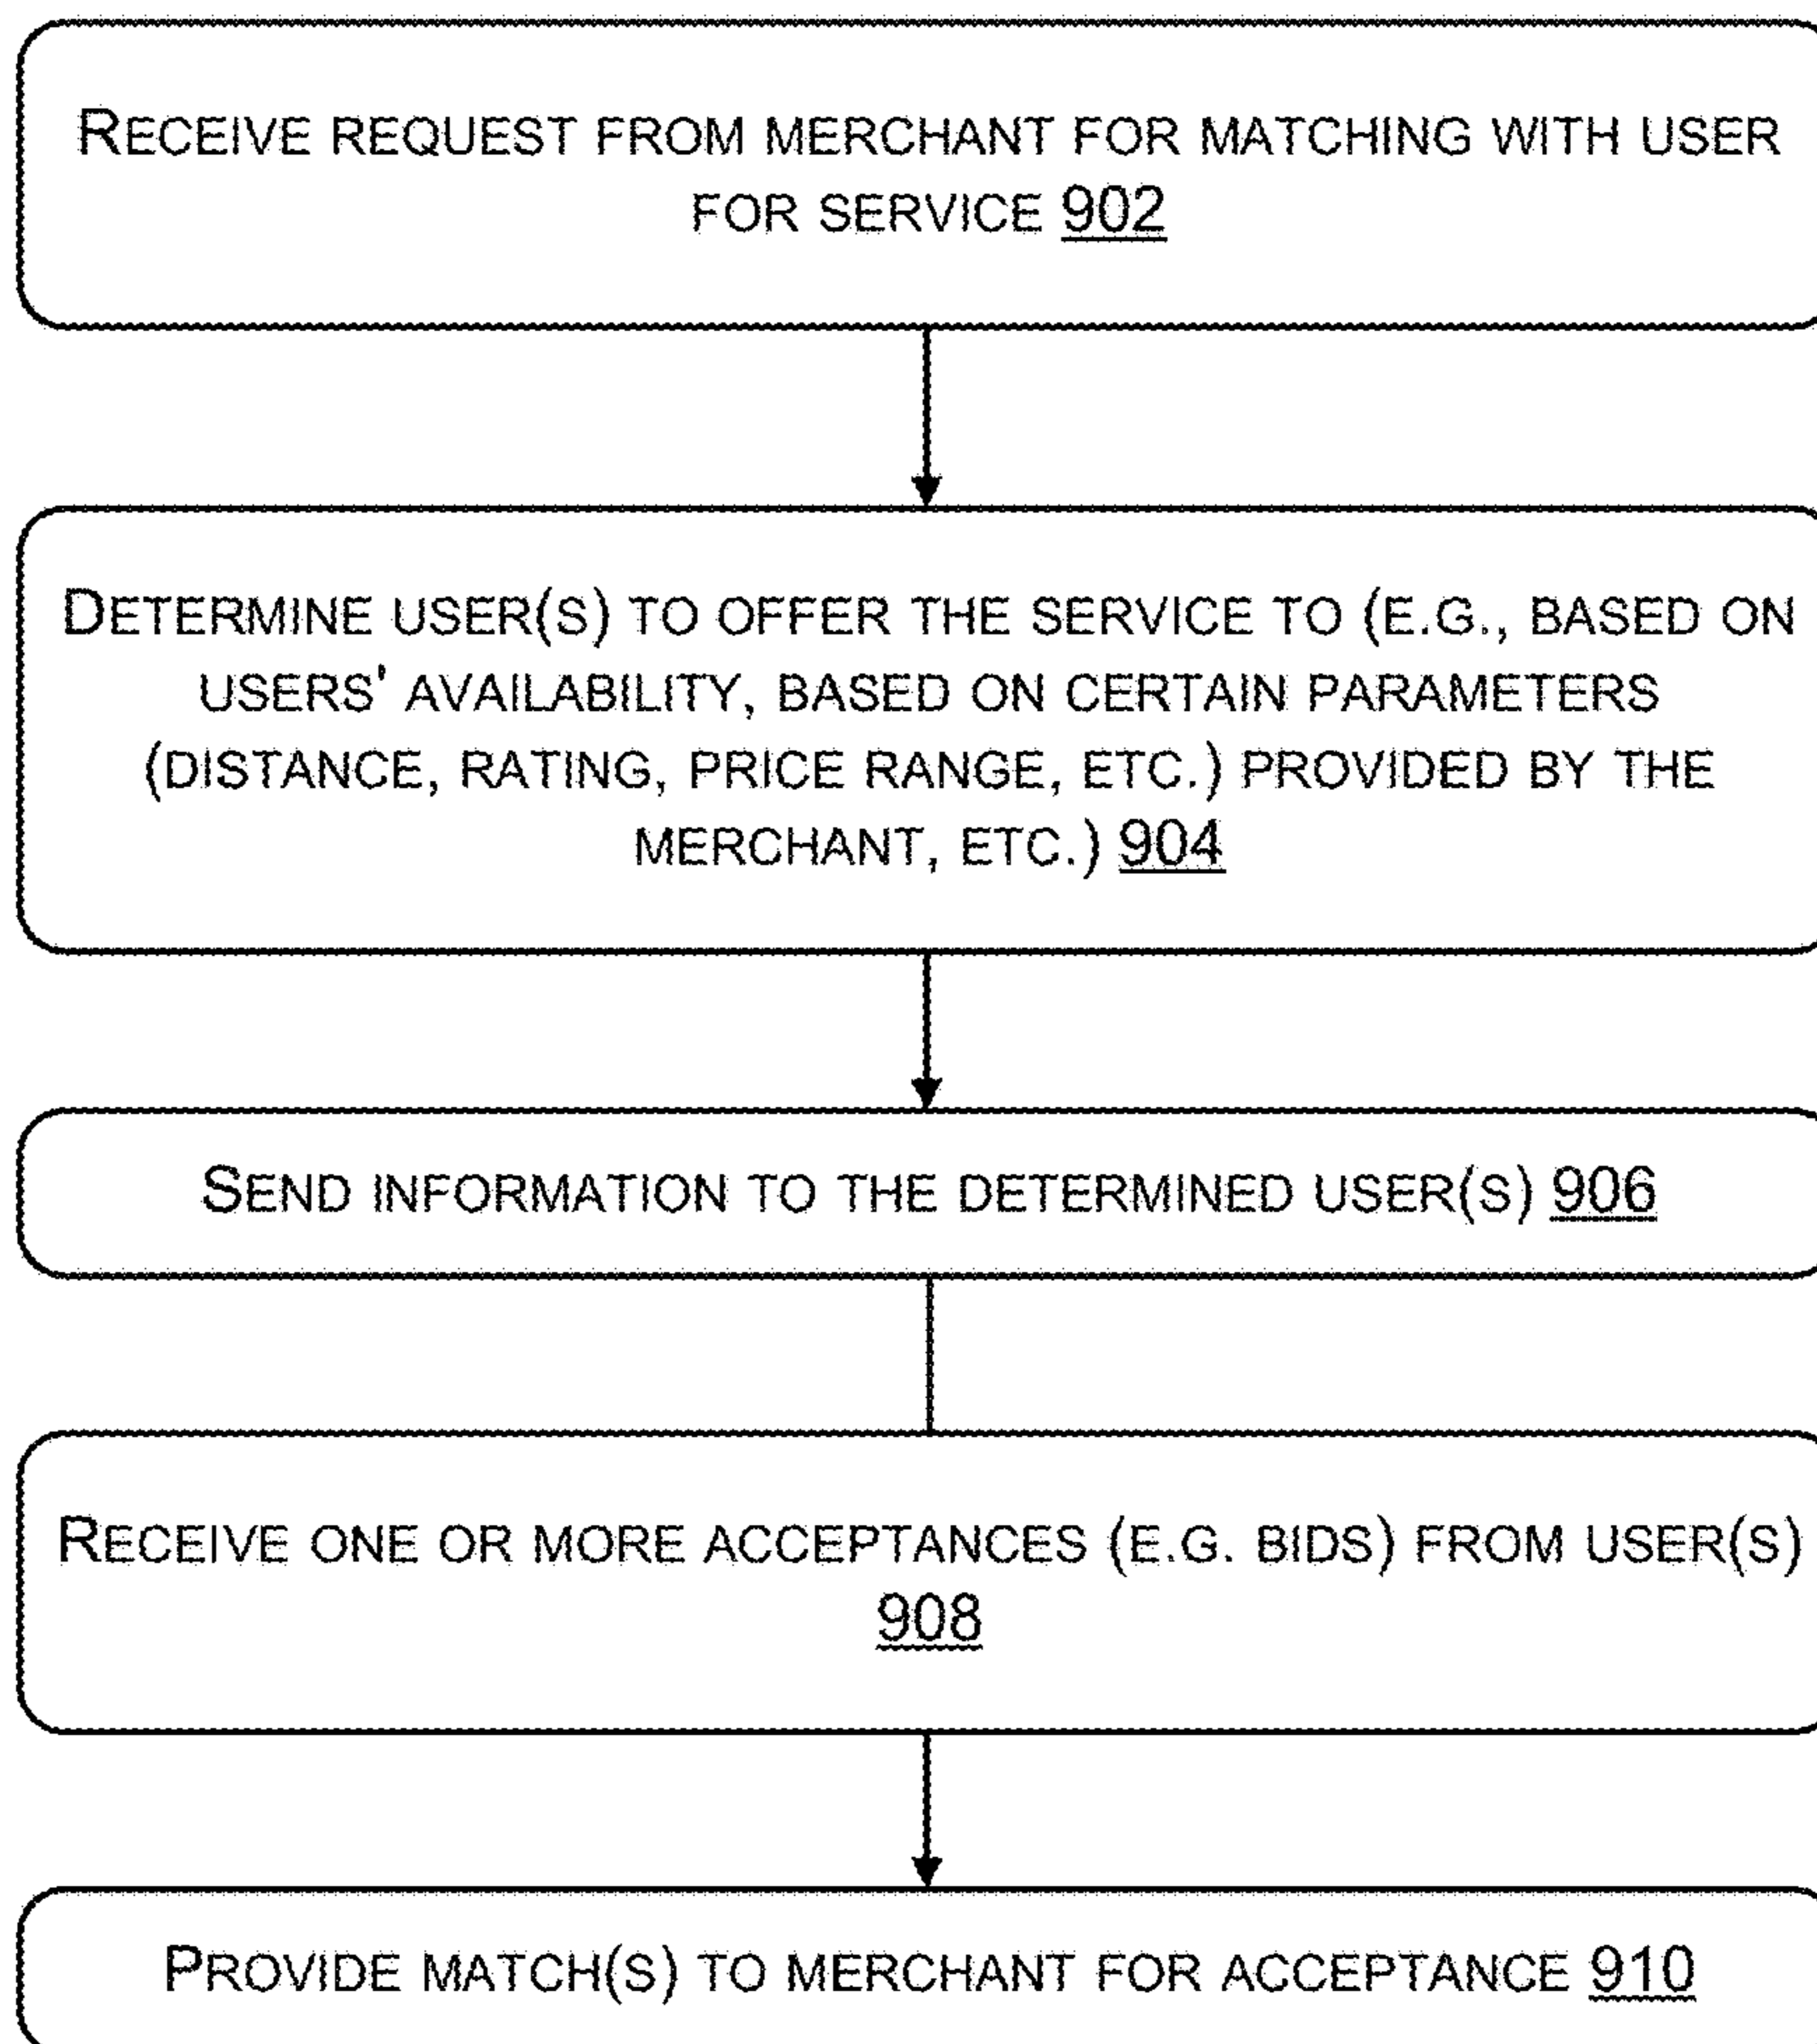 RECEIVE REQUEST FROM MERCHANT FOR MATCHING WITH USER
FOR SERVICE 902
DETERMINE USER(S) TO OFFER THE SERVICE TO (E.G., BASED ON
USERS' AVAILABILITY, BASED ON CERTAIN PARAMETERS
(DISTANCE, RATING, PRICE RANGE, ETC.) PROVIDED BY THE
MERCHANT, ETC.) 904
SEND INFORMATION TO THE DETERMINED USER(S) 906
RECEIVE ONE OR MORE ACCEPTANCES (E.G. BIDS) FROM USER(S)
908
PROVIDE MATCH(S) TO MERCHANT FOR ACCEPTANCE 910